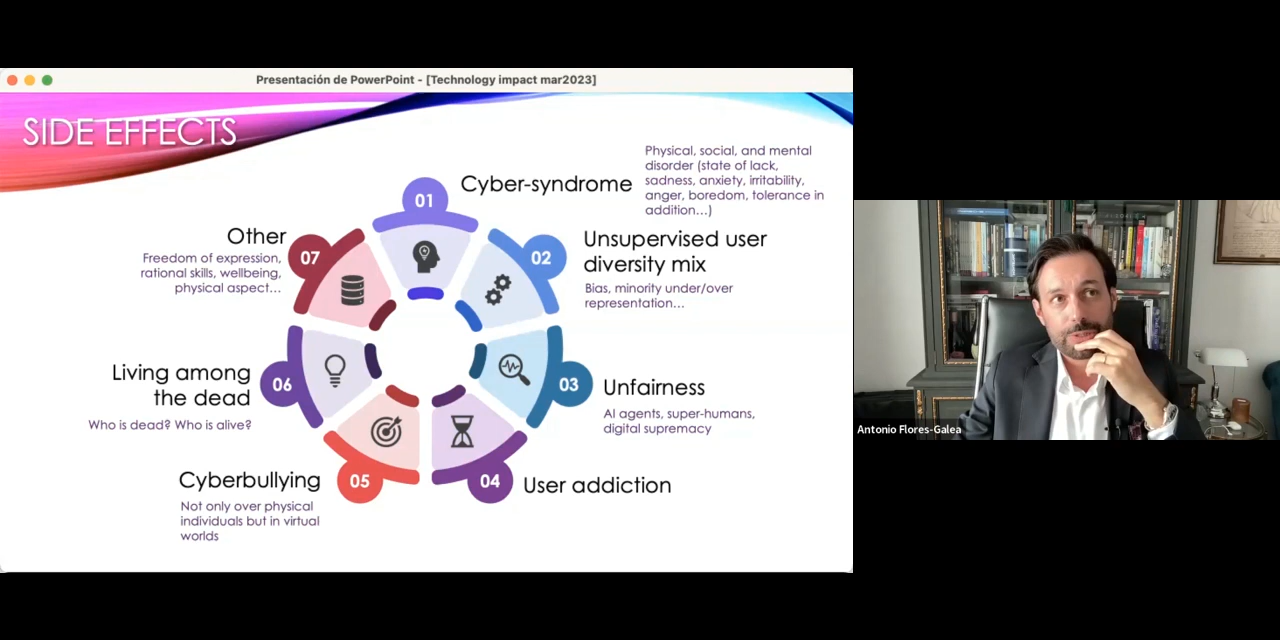 Presentación de PowerPoint - [Technology impact mar2023]
SIDE EFFECTS
01
Cyber-syndrome
Physical, social, and mental
disorder (state of lack,
sadness, anxiety, irritability,
anger, boredom, tolerance in
addition...)
02
Unsupervised user
diversity mix
Bias, minority under/over
representation...
03
Unfairness
AI agents, super-humans,
digital supremacy
04
User addiction
05
Cyberbullying
Not only over physical
individuals but in virtual
worlds
06
Living among
the dead
Who is dead? Who is alive?
07
Other
Freedom of expression,
rational skills, wellbeing,
physical aspect...
Antonio Flores-Galea